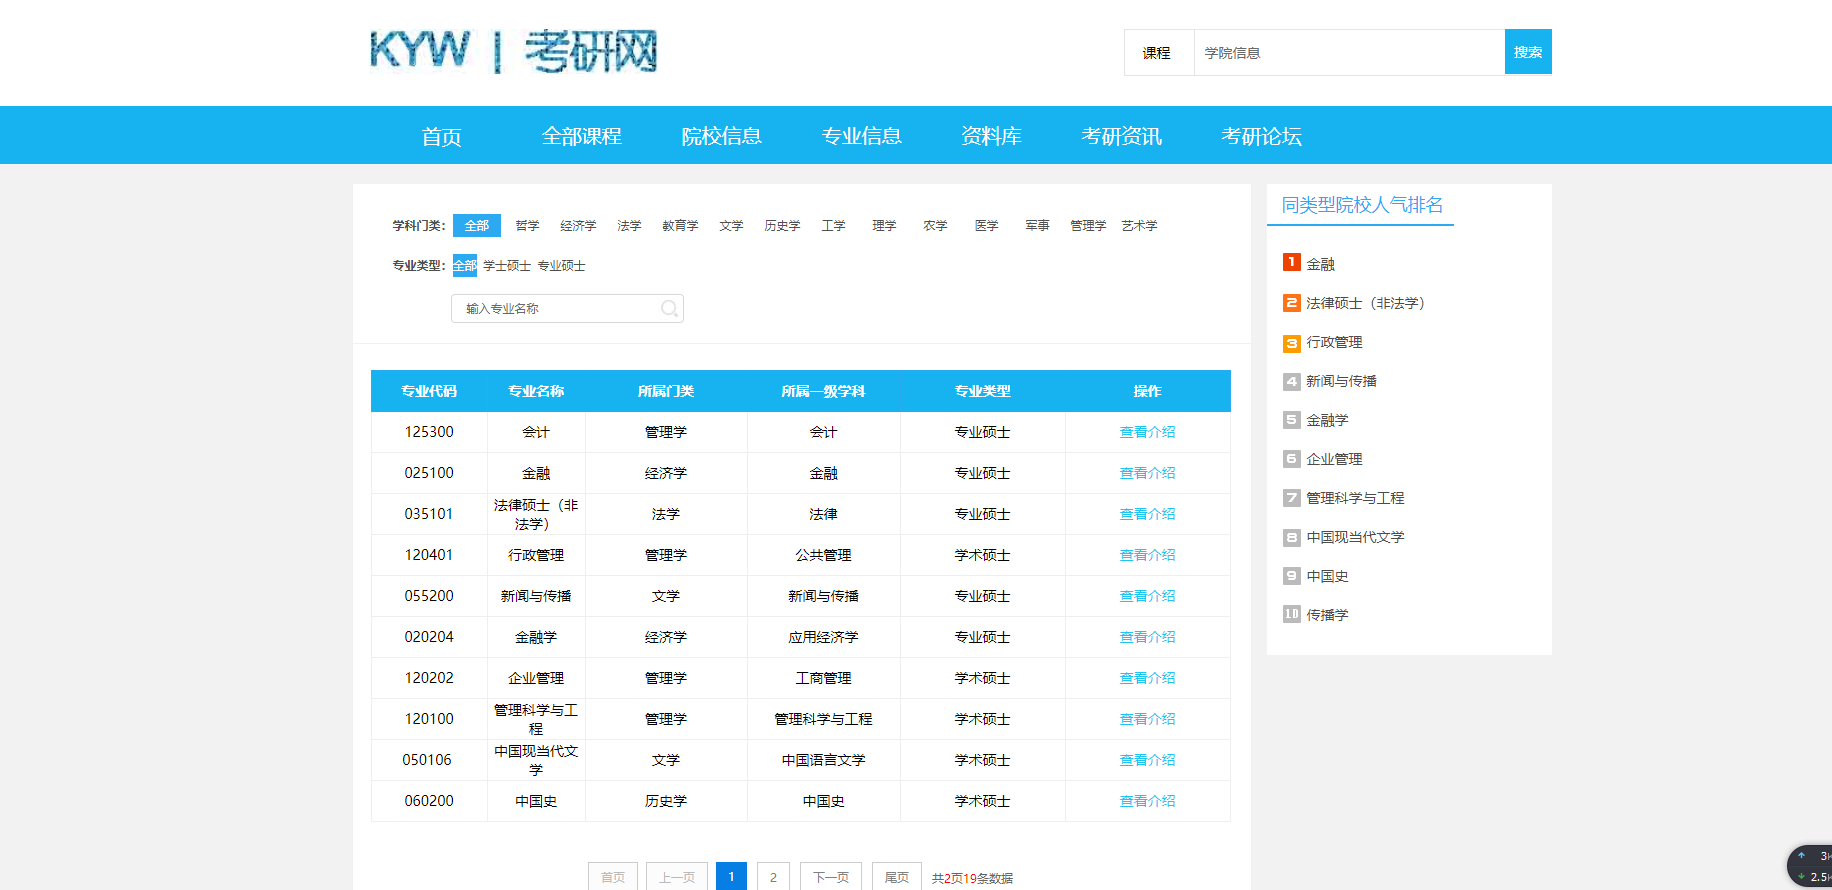 KYW | 考研网
课程 学院信息 搜索
首页 全部课程 院校信息 专业信息 资料库 考研资讯 考研论坛
学科门类: 全部 哲学 经济学 法学 教育学 文学 历史学 工学 理学 农学 医学 军事 管理学 艺术学
专业类型: 全部 学士硕士 专业硕士
输入专业名称
专业代码 专业名称 所属门类 所属一级学科 专业类型 操作
125300 会计 管理学 会计 专业硕士 查看介绍
025100 金融 经济学 金融 专业硕士 查看介绍
035101 法律硕士（非法学） 法学 法律 专业硕士 查看介绍
120401 行政管理 管理学 公共管理 学术硕士 查看介绍
055200 新闻与传播 文学 新闻与传播 专业硕士 查看介绍
020204 金融学 经济学 应用经济学 专业硕士 查看介绍
120202 企业管理 管理学 工商管理 学术硕士 查看介绍
120100 管理科学与工程 管理学 管理科学与工程 学术硕士 查看介绍
050106 中国现当代文学 文学 中国语言文学 学术硕士 查看介绍
060200 中国史 历史学 中国史 学术硕士 查看介绍
首页 上一页 1 2 下一页 尾页 共2页19条数据
同类型院校人气排名
1 金融
2 法律硕士（非法学）
3 行政管理
4 新闻与传播
5 金融学
6 企业管理
7 管理科学与工程
8 中国现当代文学
9 中国史
10 传播学
↑ 3
↓ 2.5